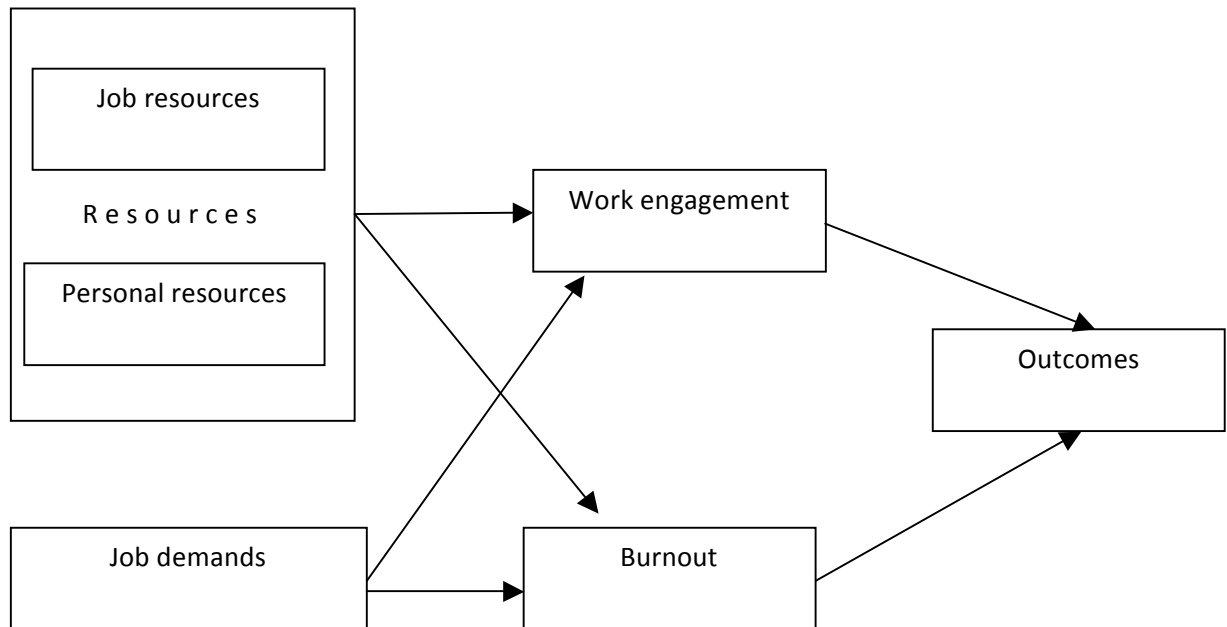 Job resources
R e s o u r c e s
Personal resources
Work engagement
Outcomes
Job demands
Burnout